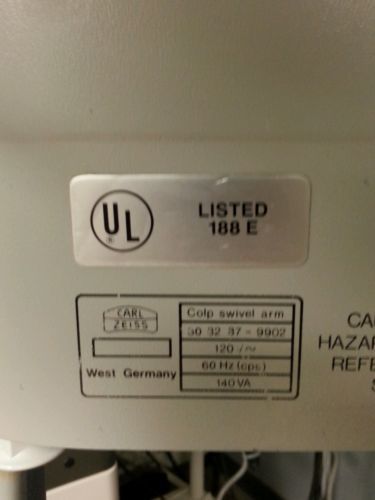 UL
®
LISTED
188 E
CARL
ZEISS
West Germany
Colp swivel arm
30 32 37 - 9902
120 /~
60 Hz (cps)
140 VA
CA
HAZAR
REFE
S